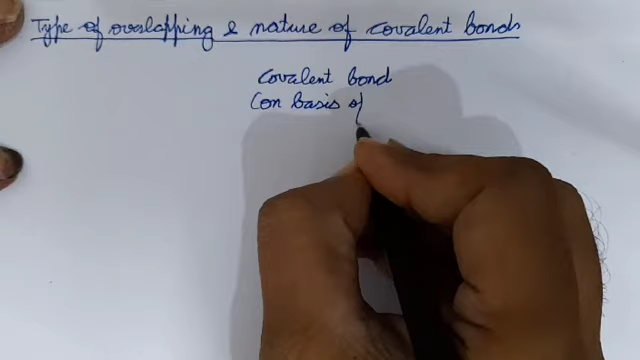 Type of overlapping & nature of covalent bonds
Covalent bond
(on basis of